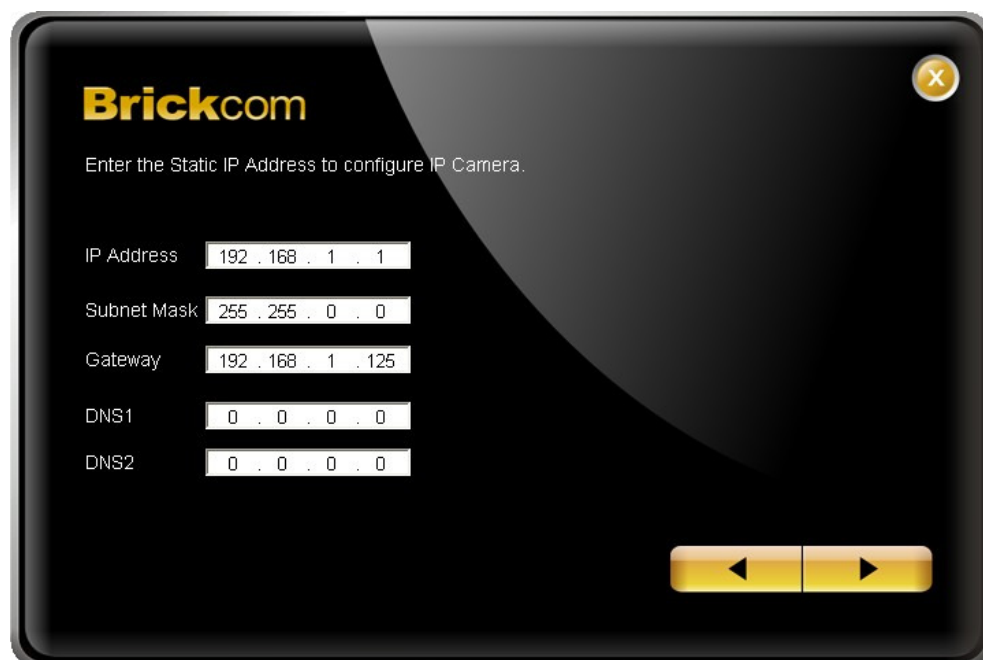 Brickcom
X
Enter the Static IP Address to configure IP Camera.
IP Address 192 . 168 . 1 . 1
Subnet Mask 255 . 255 . 0 . 0
Gateway 192 . 168 . 1 . 125
DNS1 0 . 0 . 0 . 0
DNS2 0 . 0 . 0 . 0